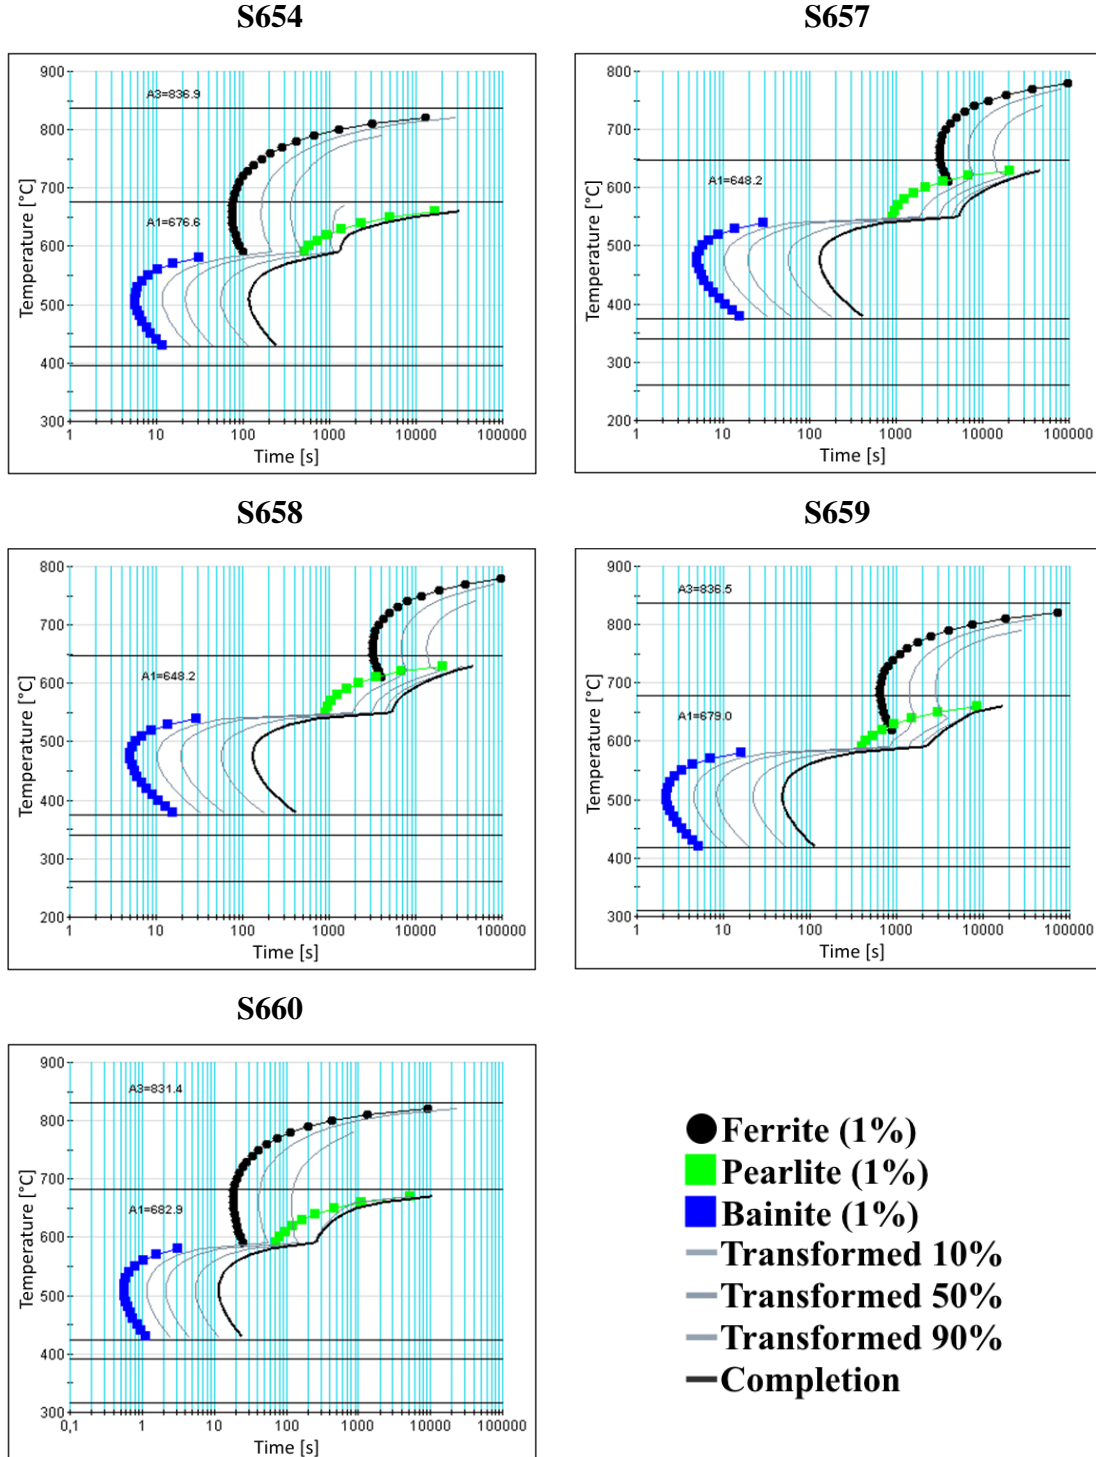 S654
S657
900
800
700
600
500
400
300
Temperature [°C]
A3=836.9
A1=676.6
1
10
100
1000
10000
100000
Time [s]
800
700
600
500
400
300
200
Temperature [°C]
A1=648.2
1
10
100
1000
10000
100000
Time [s]
S658
S659
800
700
600
500
400
300
200
Temperature [°C]
A1=648.2
1
10
100
1000
10000
100000
Time [s]
900
800
700
600
500
400
300
Temperature [°C]
A3=836.5
A1=679.0
1
10
100
1000
10000
100000
Time [s]
S660
900
800
700
600
500
400
300
Temperature [°C]
A3=831.4
A1=682.9
0,1
1
10
100
1000
10000
100000
Time [s]
Ferrite (1%)
Pearlite (1%)
Bainite (1%)
Transformed 10%
Transformed 50%
Transformed 90%
Completion